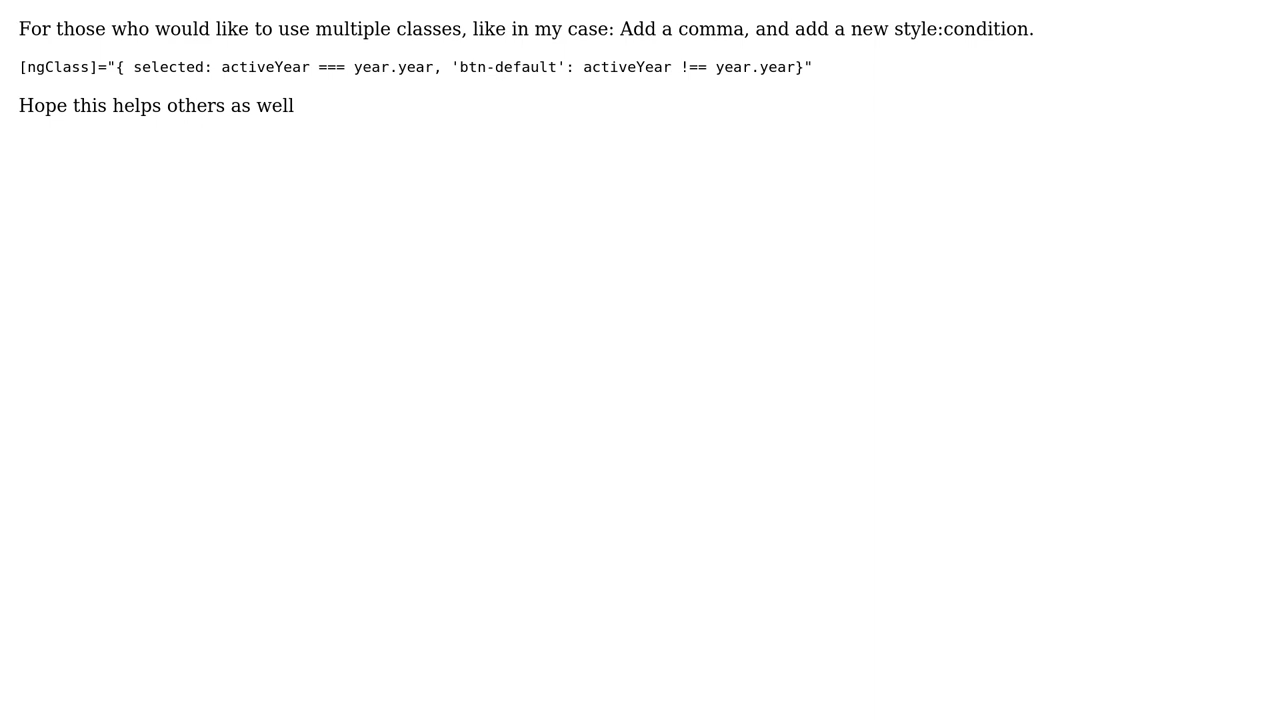 For those who would like to use multiple classes, like in my case: Add a comma, and add a new style:condition.
[ngClass]="{ selected: activeYear === year.year, 'btn-default': activeYear !== year.year}"
Hope this helps others as well